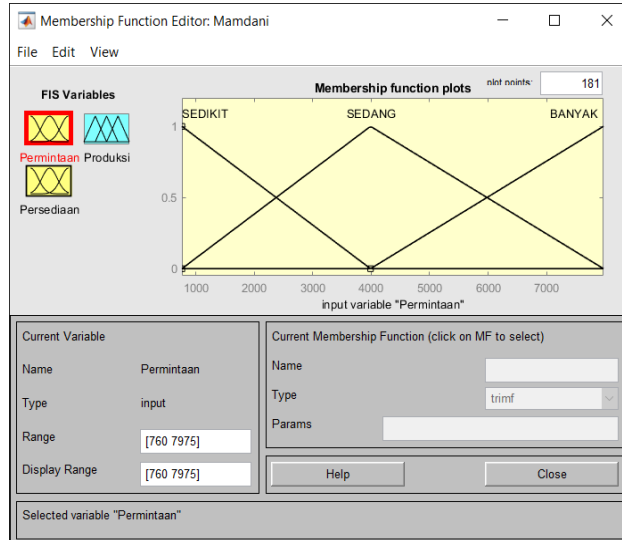 Membership Function Editor: Mamdani
File Edit View
FIS Variables
Permintaan Produksi
Persediaan
Membership function plots
plot points:
181
SEDIKIT SEDANG BANYAK
1
0.5
0
1000 2000 3000 4000 5000 6000 7000
input variable "Permintaan"
Current Variable
Name Permintaan
Type input
Range [760 7975]
Display Range [760 7975]
Current Membership Function (click on MF to select)
Name
Type trimf
Params
Help Close
Selected variable "Permintaan"